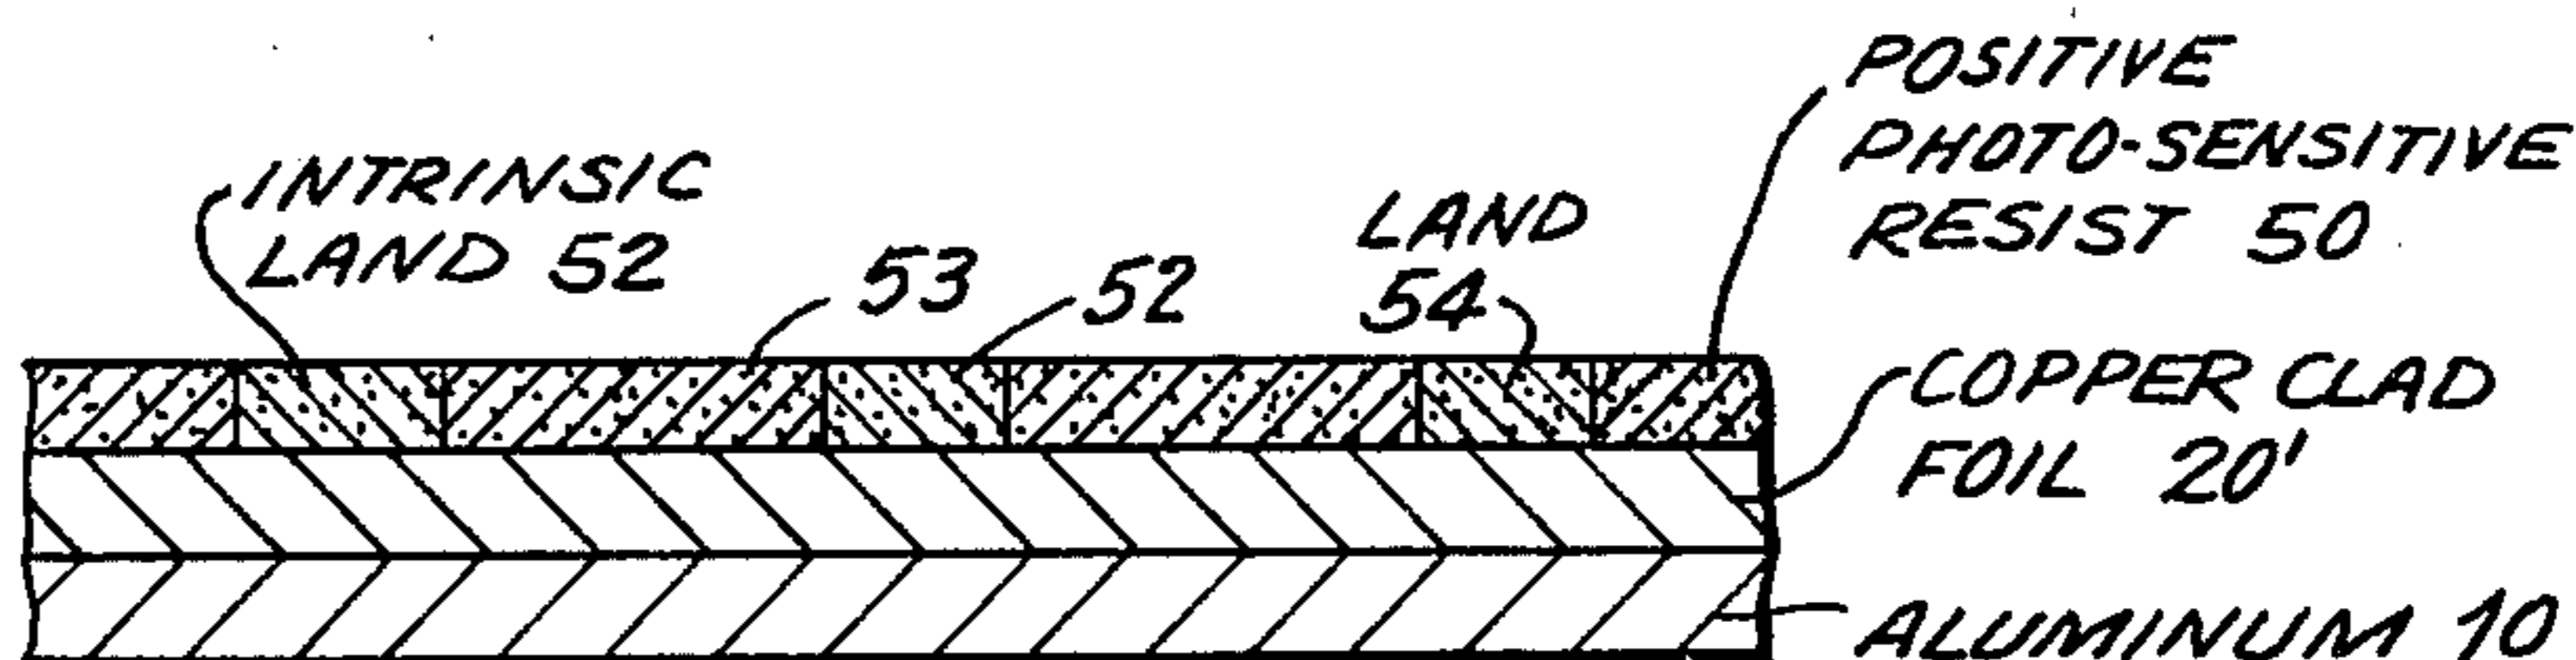 INTRINSIC
LAND 52
53
52
LAND
54
POSITIVE
PHOTO-SENSITIVE
RESIST 50
COPPER CLAD
FOIL 20'
ALUMINUM 10